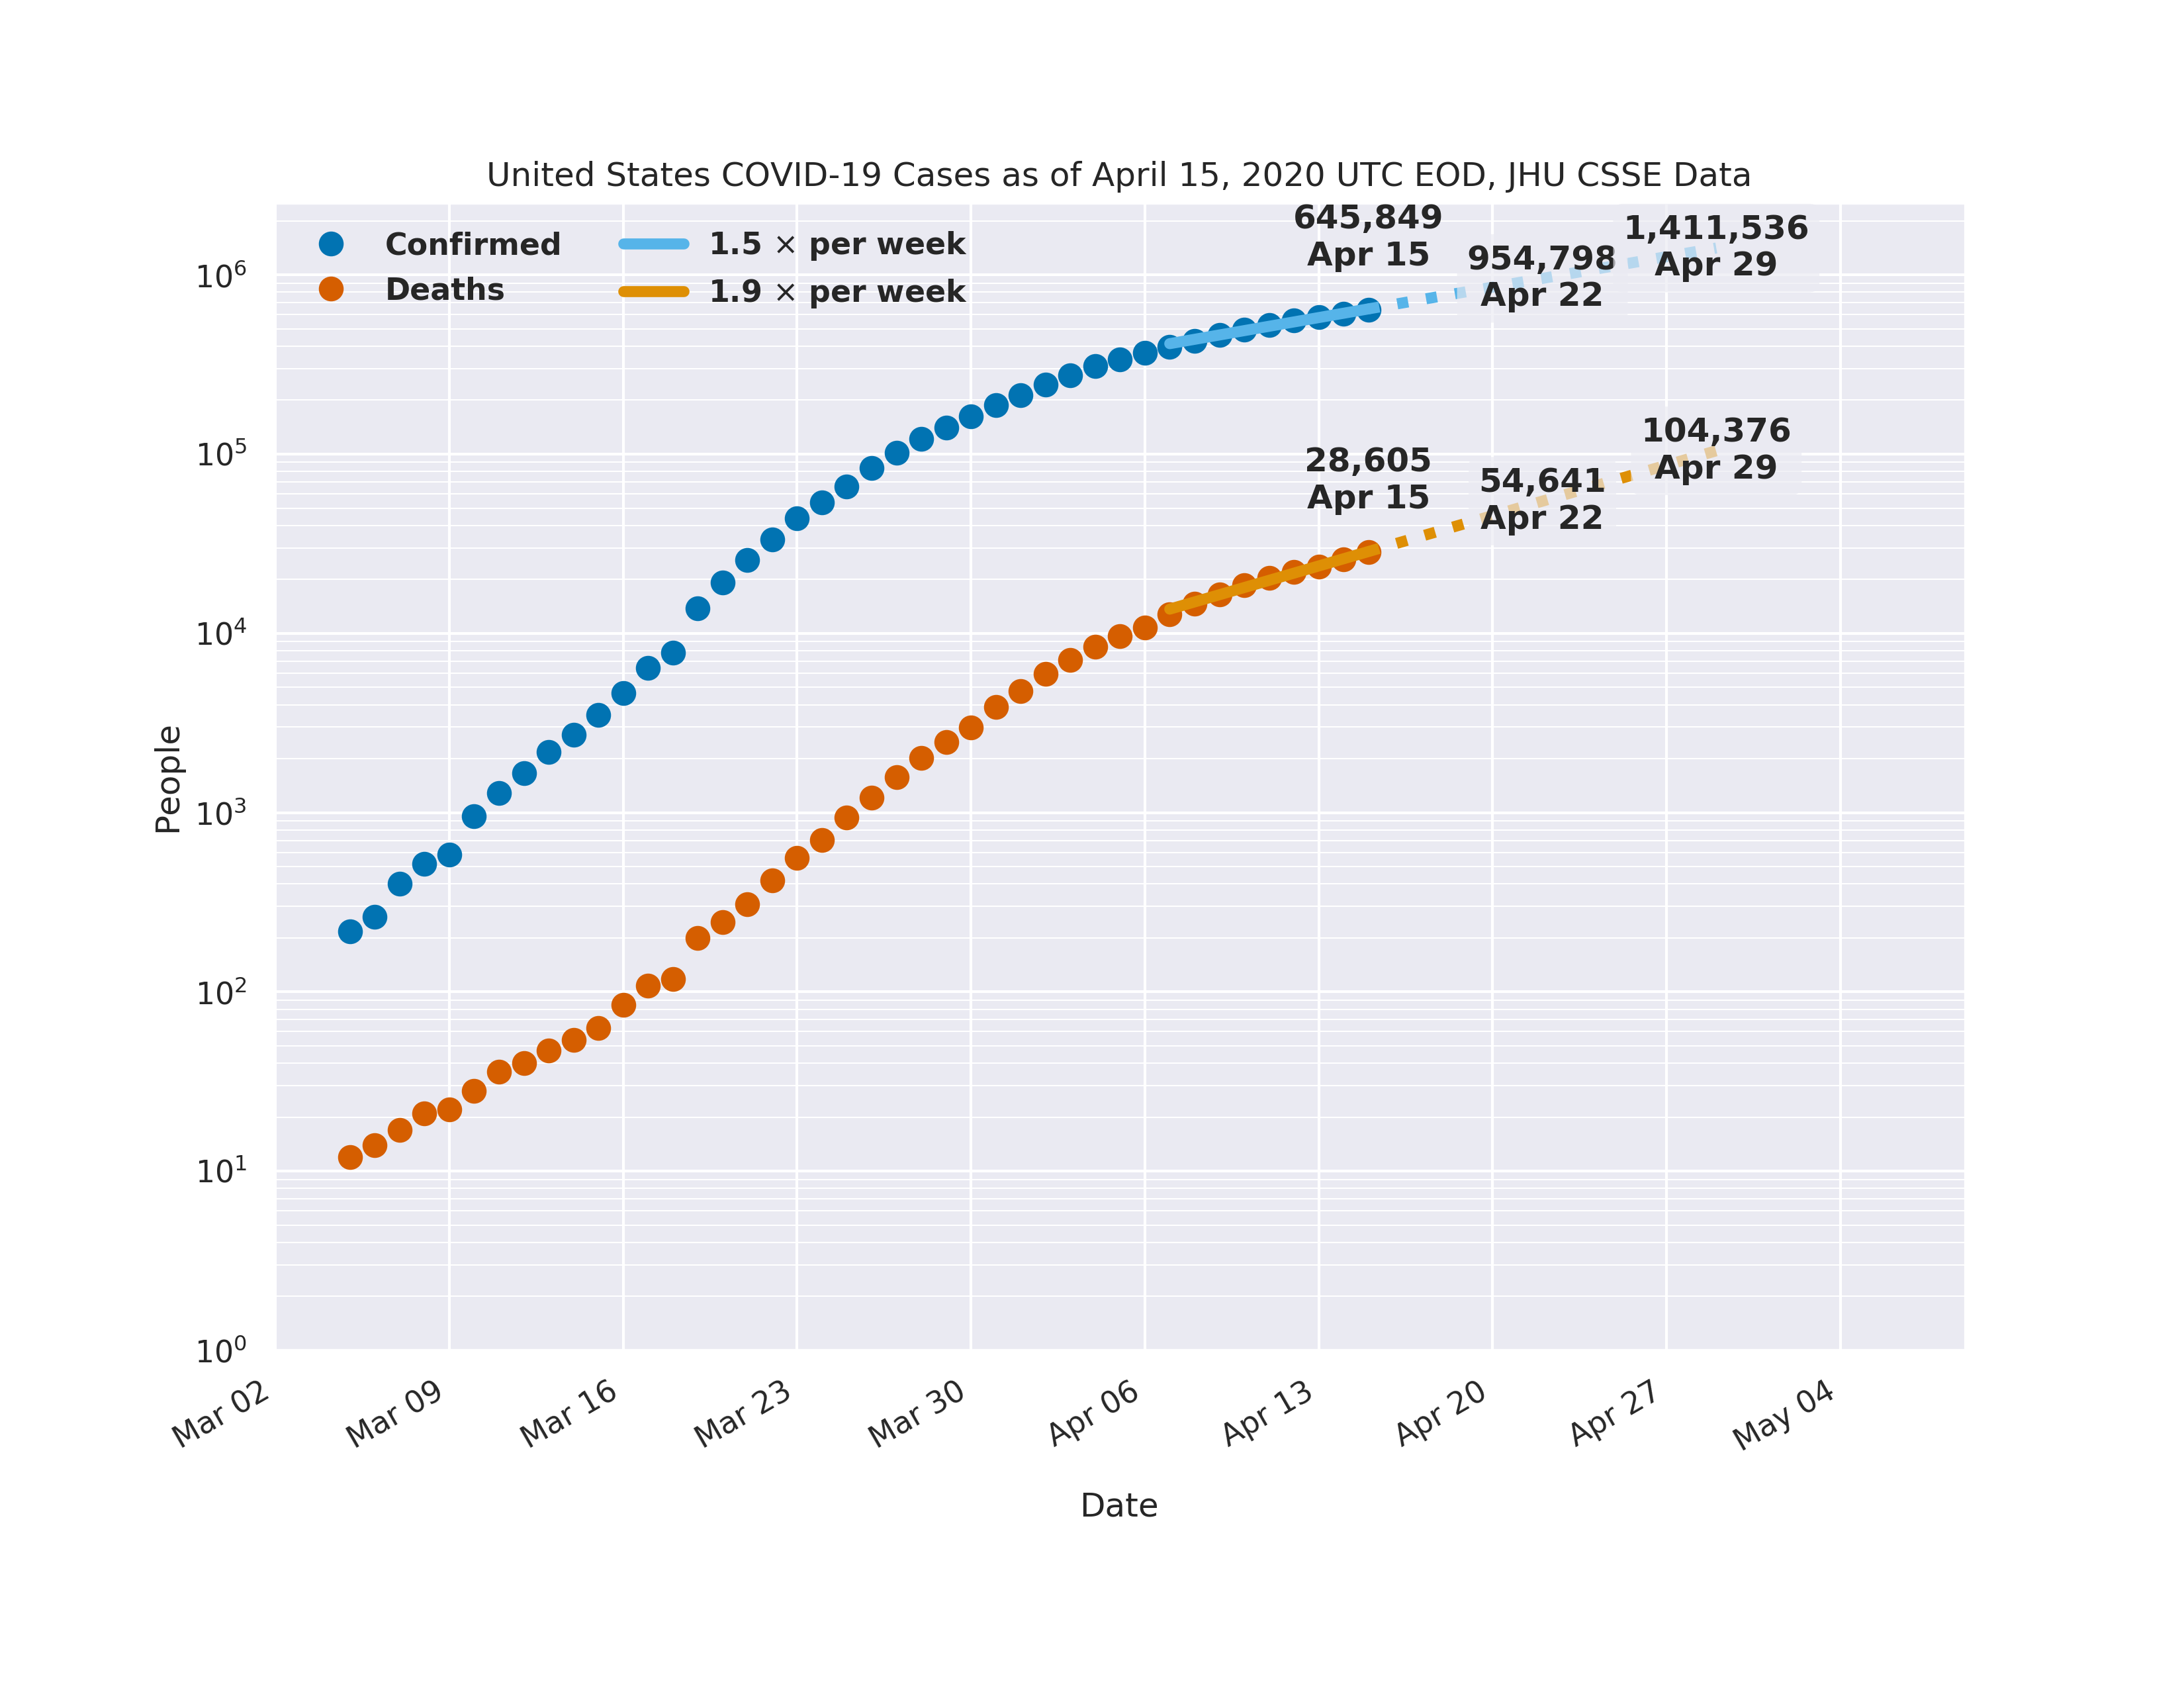 United States COVID-19 Cases as of April 15, 2020 UTC EOD, JHU CSSE Data
Confirmed
Deaths
1.5 × per week
1.9 × per week
645,849
Apr 15
954,798
Apr 22
1,411,536
Apr 29
28,605
Apr 15
54,641
Apr 22
104,376
Apr 29
People
10⁶
10⁵
10⁴
10³
10²
10¹
10⁰
Mar 02
Mar 09
Mar 16
Mar 23
Mar 30
Apr 06
Apr 13
Apr 20
Apr 27
May 04
Date